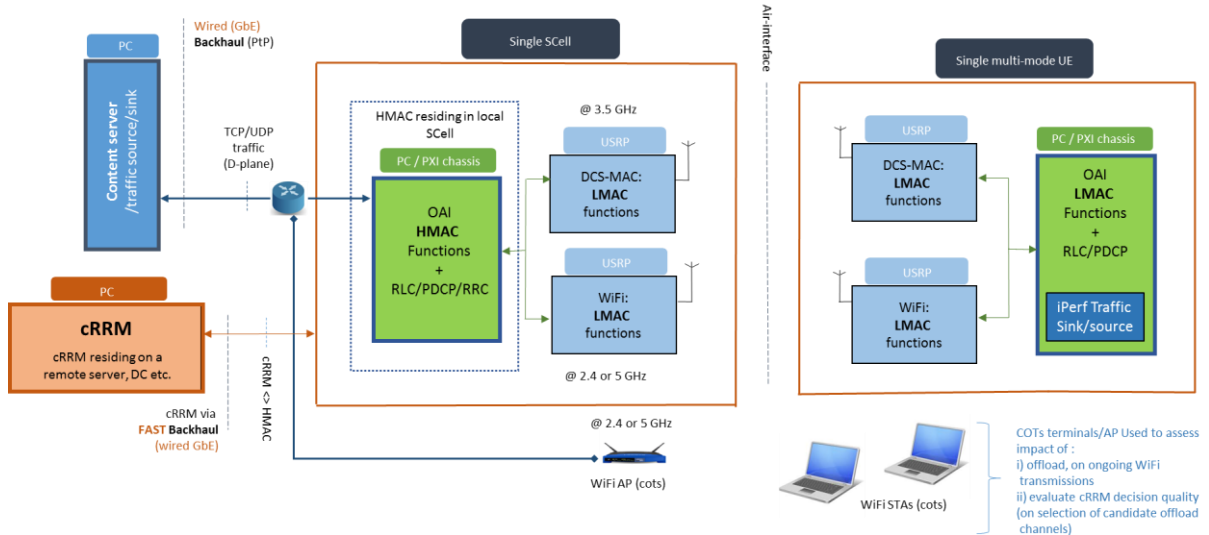 PC
Content server
/traffic source/sink
Wired (GbE)
Backhaul (PtP)
TCP/UDP
traffic
(D-plane)
PC
cRRM
cRRM residing on a
remote server, DC etc.
cRRM via
FAST Backhaul
(wired GbE)
cRRM <> HMAC
Single SCell
HMAC residing in local
SCell
PC / PXI chassis
OAI
HMAC
Functions
+
RLC/PDCP/RRC
@ 3.5 GHz
USRP
DCS-MAC:
LMAC
functions
USRP
WiFi:
LMAC
functions
@ 2.4 or 5 GHz
@ 2.4 or 5 GHz
WiFi AP (cots)
Air-interface
Single multi-mode UE
USRP
DCS-MAC:
LMAC
functions
USRP
WiFi:
LMAC
functions
PC / PXI chassis
OAI
LMAC
Functions
+
RLC/PDCP
iPerf Traffic
Sink/source
WiFi STAs (cots)
COTs terminals/AP Used to assess
impact of :
i) offload, on ongoing WiFi
transmissions
ii) evaluate cRRM decision quality
(on selection of candidate offload
channels)